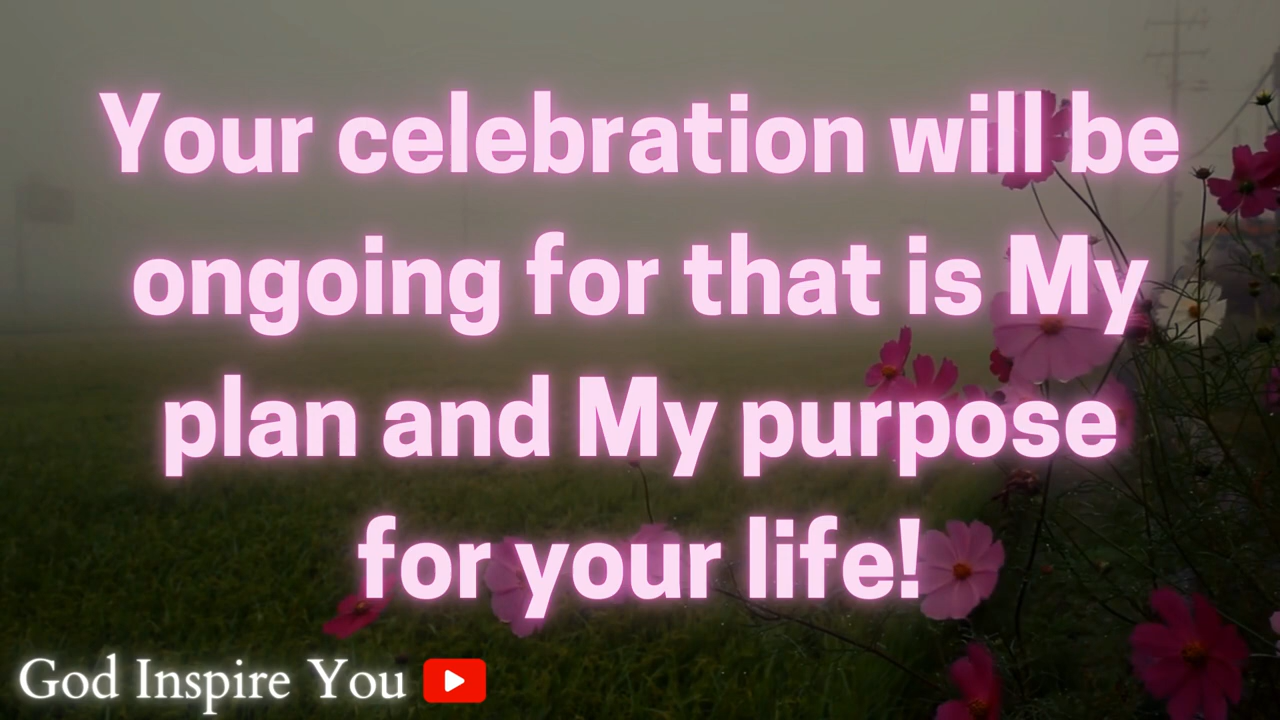 Your celebration will be
ongoing for that is My
plan and My purpose
for your life!
God Inspire You